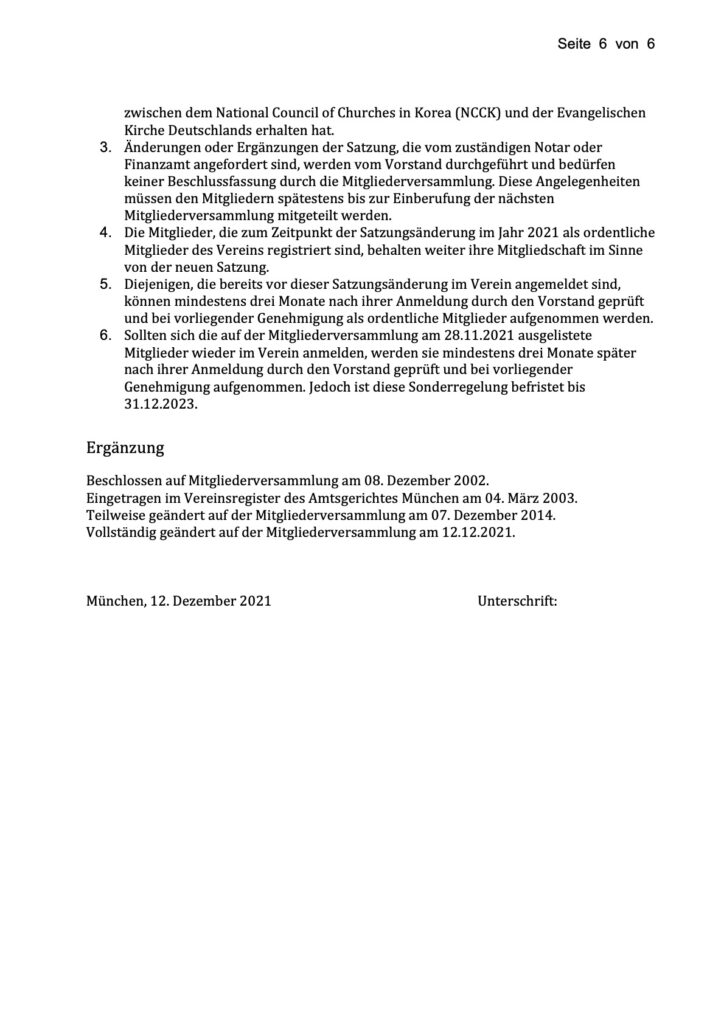 Seite 6 von 6
zwischen dem National Council of Churches in Korea (NCCK) und der Evangelischen
Kirche Deutschlands erhalten hat.
3. Änderungen oder Ergänzungen der Satzung, die vom zuständigen Notar oder
Finanzamt angefordert sind, werden vom Vorstand durchgeführt und bedürfen
keiner Beschlussfassung durch die Mitgliederversammlung. Diese Angelegenheiten
müssen den Mitgliedern spätestens bis zur Einberufung der nächsten
Mitgliederversammlung mitgeteilt werden.
4. Die Mitglieder, die zum Zeitpunkt der Satzungsänderung im Jahr 2021 als ordentliche
Mitglieder des Vereins registriert sind, behalten weiter ihre Mitgliedschaft im Sinne
von der neuen Satzung.
5. Diejenigen, die bereits vor dieser Satzungsänderung im Verein angemeldet sind,
können mindestens drei Monate nach ihrer Anmeldung durch den Vorstand geprüft
und bei vorliegender Genehmigung als ordentliche Mitglieder aufgenommen werden.
6. Sollten sich die auf der Mitgliederversammlung am 28.11.2021 ausgelistete
Mitglieder wieder im Verein anmelden, werden sie mindestens drei Monate später
nach ihrer Anmeldung durch den Vorstand geprüft und bei vorliegender
Genehmigung aufgenommen. Jedoch ist diese Sonderregelung befristet bis
31.12.2023.
Ergänzung
Beschlossen auf Mitgliederversammlung am 08. Dezember 2002.
Eingetragen im Vereinsregister des Amtsgerichtes München am 04. März 2003.
Teilweise geändert auf der Mitgliederversammlung am 07. Dezember 2014.
Vollständig geändert auf der Mitgliederversammlung am 12.12.2021.
München, 12. Dezember 2021 Unterschrift: